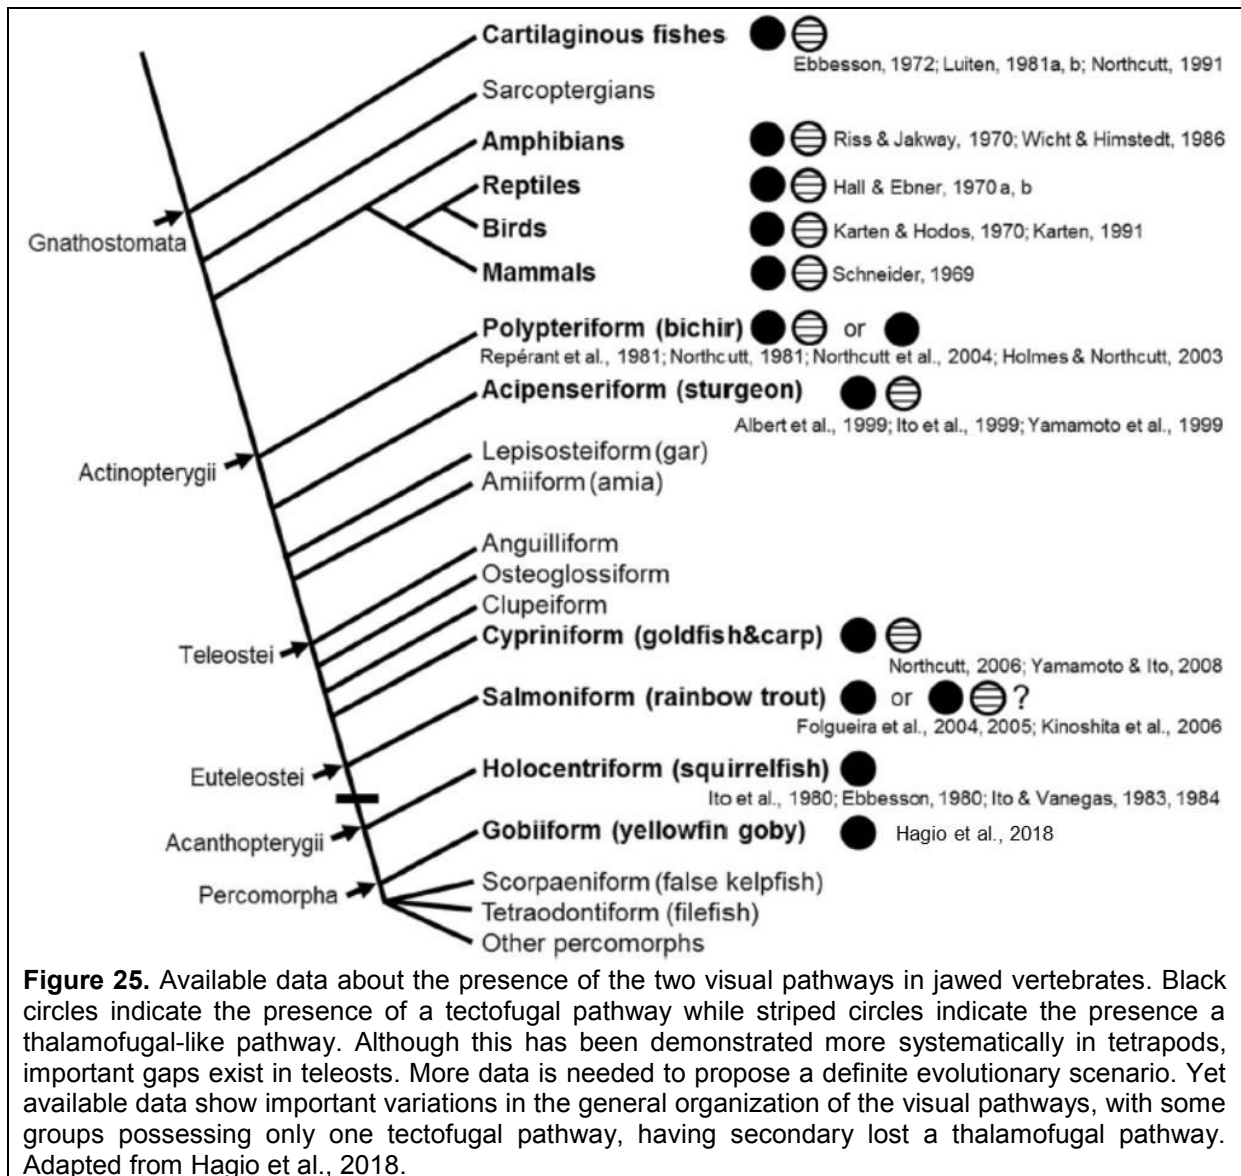 Cartilaginous fishes
Ebbesson, 1972; Luiten, 1981a, b; Northcutt, 1991
Sarcoptergians
Amphibians
Riss & Jakway, 1970; Wicht & Himstedt, 1986
Reptiles
Hall & Ebner, 1970 a, b
Gnathostomata
Birds
Karten & Hodos, 1970; Karten, 1991
Mammals
Schneider, 1969
Polypteriform (bichir) or
Repérant et al., 1981; Northcutt, 1981; Northcutt et al., 2004; Holmes & Northcutt, 2003
Acipenseriform (sturgeon)
Albert et al., 1999; Ito et al., 1999; Yamamoto et al., 1999
Lepisosteiform (gar)
Actinopterygii
Amiiform (amia)
Anguilliform
Osteoglossiform
Clupeiform
Cypriniform (goldfish&carp)
Teleostei
Northcutt, 2006; Yamamoto & Ito, 2008
Salmoniform (rainbow trout) or ?
Folgueira et al., 2004, 2005; Kinoshita et al., 2006
Euteleostei
Holocentriform (squirrelfish)
Ito et al., 1980; Ebbesson, 1980; Ito & Vanegas, 1983, 1984
Acanthopterygii
Gobiiform (yellowfin goby)
Hagio et al., 2018
Percomorpha
Scorpaeniform (false kelpfish)
Tetraodontiform (filefish)
Other percomorphs
Figure 25. Available data about the presence of the two visual pathways in jawed vertebrates. Black
circles indicate the presence of a tectofugal pathway while striped circles indicate the presence a
thalamofugal-like pathway. Although this has been demonstrated more systematically in tetrapods,
important gaps exist in teleosts. More data is needed to propose a definite evolutionary scenario. Yet
available data show important variations in the general organization of the visual pathways, with some
groups possessing only one tectofugal pathway, having secondary lost a thalamofugal pathway.
Adapted from Hagio et al., 2018.